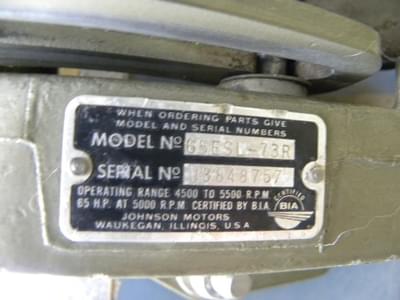 WHEN ORDERING PARTS GIVE
MODEL AND SERIAL NUMBERS
MODEL Nº 65ESL-73R
SERIAL Nº J3648757
OPERATING RANGE 4500 TO 5500 R.P.M
65 H.P. AT 5000 R.P.M CERTIFIED BY B.I.A.
JOHNSON MOTORS
WAUKEGAN, ILLINOIS, U.S.A
CERTIFIED
BIA